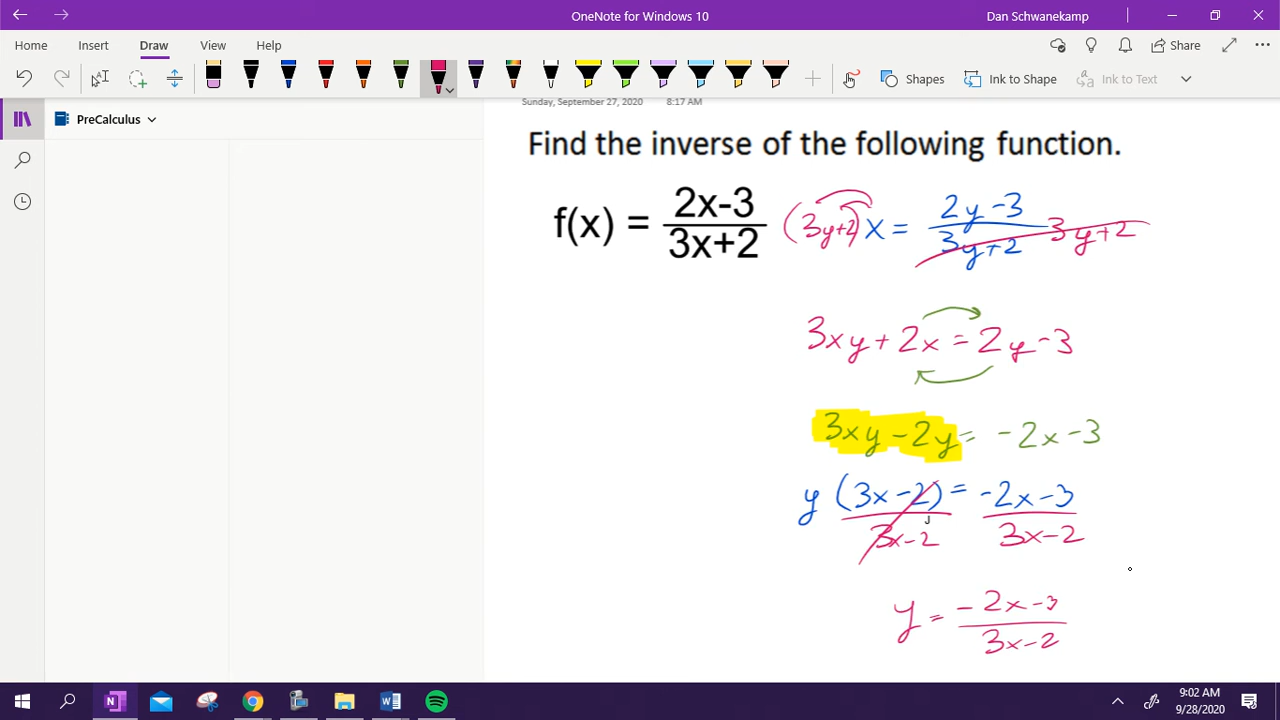 OneNote for Windows 10
Dan Schwanekamp
Home Insert Draw View Help
Share
Shapes Ink to Shape Ink to Text
PreCalculus
Sunday, September 27, 2020 8:17 AM
Find the inverse of the following function.
f(x) = 2x-3 / 3x+2
(3y+2) x = 2y-3 / 3y+2 3y+2
3xy + 2x = 2y - 3
3xy - 2y = -2x - 3
y (3x - 2) / 3x-2 = -2x - 3 / 3x - 2
y = -2x - 3 / 3x - 2
9:02 AM
9/28/2020